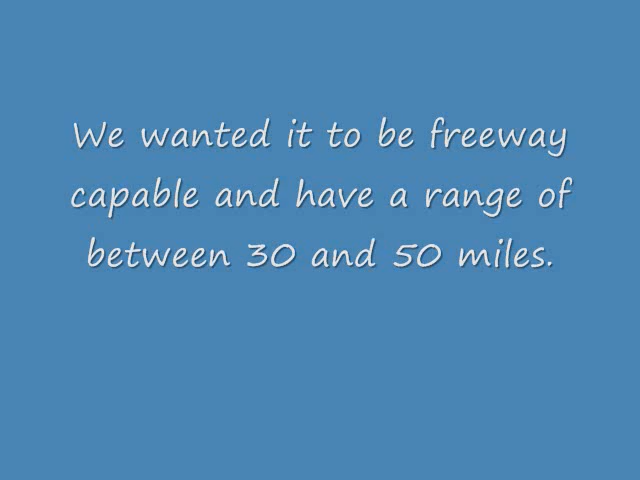 We wanted it to be freeway
capable and have a range of
between 30 and 50 miles.